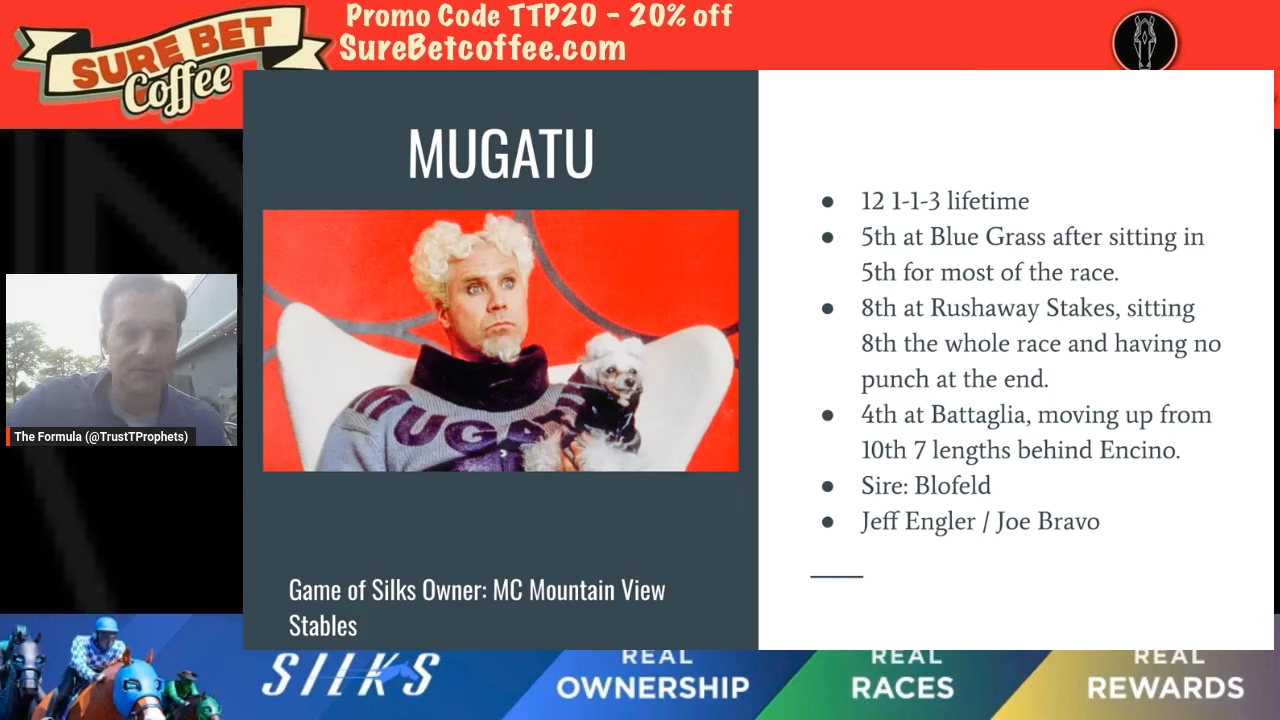 Promo Code TTP20 - 20% off
SureBetcoffee.com
SURE BET
Coffee
MUGATU
MUGA
Game of Silks Owner: MC Mountain View
Stables
12 1-1-3 lifetime
5th at Blue Grass after sitting in
5th for most of the race.
8th at Rushaway Stakes, sitting
8th the whole race and having no
punch at the end.
4th at Battaglia, moving up from
10th 7 lengths behind Encino.
Sire: Blofeld
Jeff Engler / Joe Bravo
The Formula (@TrustTProphets)
SILKS
REAL
OWNERSHIP
REAL
RACES
REAL
REWARDS